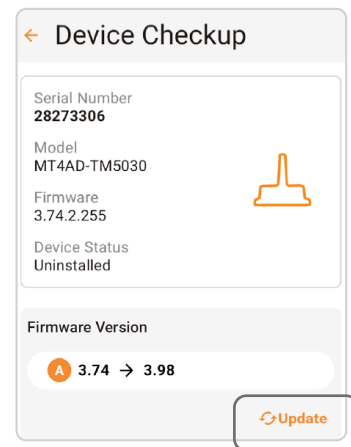 ← Device Checkup
Serial Number
28273306
Model
MT4AD-TM5030
Firmware
3.74.2.255
Device Status
Uninstalled
Firmware Version
A 3.74 → 3.98
Update